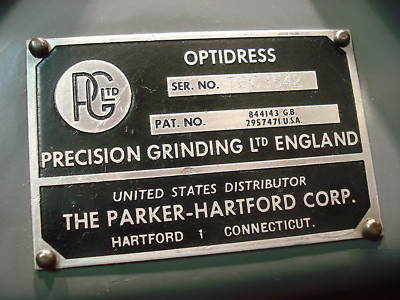 OPTIDRESS
PG LTD
SER. NO.
844143 G.B.
PAT. NO. 2957471 U.S.A.
PRECISION GRINDING LTD ENGLAND
UNITED STATES DISTRIBUTOR
THE PARKER-HARTFORD CORP.
HARTFORD 1 CONNECTICUT.